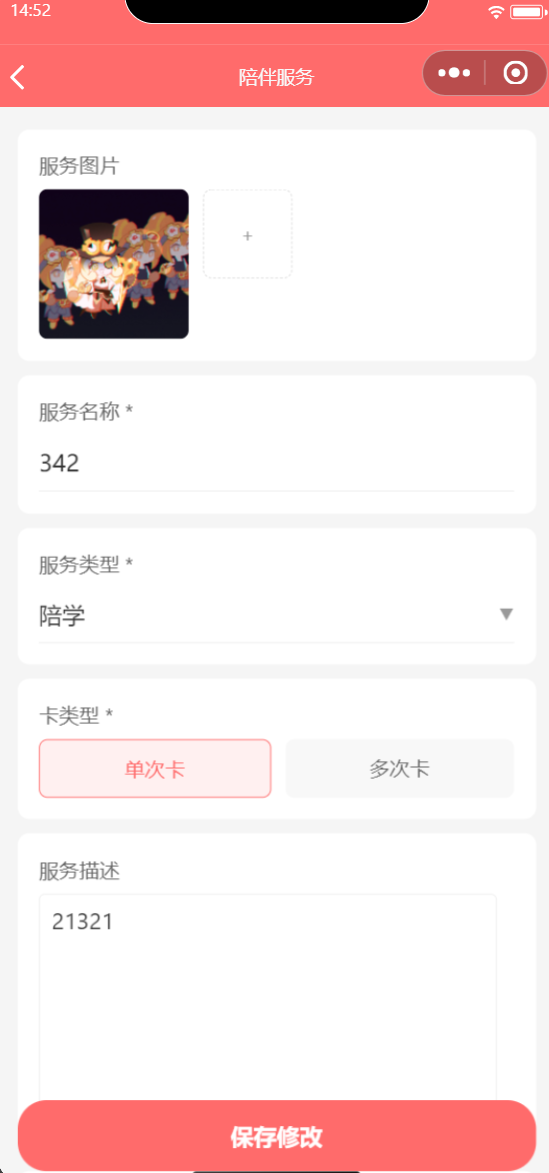 14:52
陪伴服务
服务图片
+
服务名称 *
342
服务类型 *
陪学
卡类型 *
单次卡
多次卡
服务描述
21321
保存修改